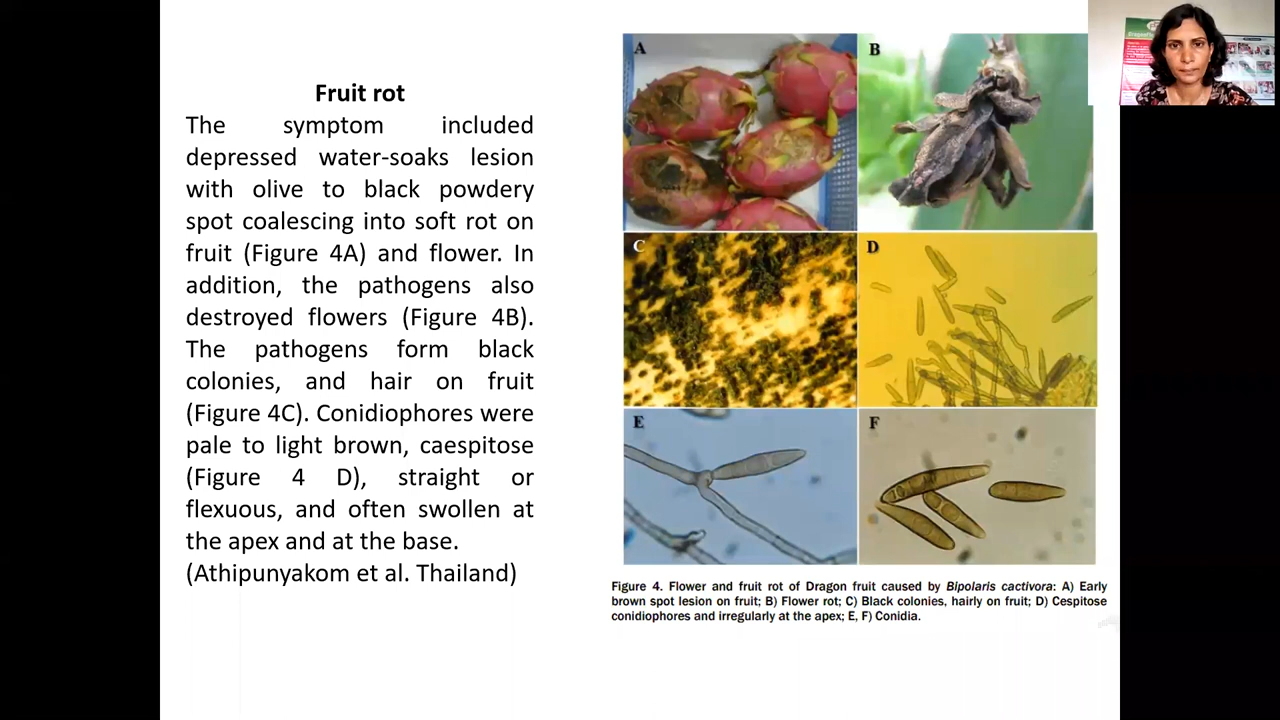 Fruit rot
The symptom included
depressed water-soaks lesion
with olive to black powdery
spot coalescing into soft rot on
fruit (Figure 4A) and flower. In
addition, the pathogens also
destroyed flowers (Figure 4B).
The pathogens form black
colonies, and hair on fruit
(Figure 4C). Conidiophores were
pale to light brown, caespitose
(Figure 4 D), straight or
flexuous, and often swollen at
the apex and at the base.
(Athipunyakom et al. Thailand)
A
B
C
D
E
F
Figure 4. Flower and fruit rot of Dragon fruit caused by Bipolaris cactivora: A) Early
brown spot lesion on fruit; B) Flower rot; C) Black colonies, hairly on fruit; D) Cespitose
conidiophores and irregularly at the apex; E, F) Conidia.